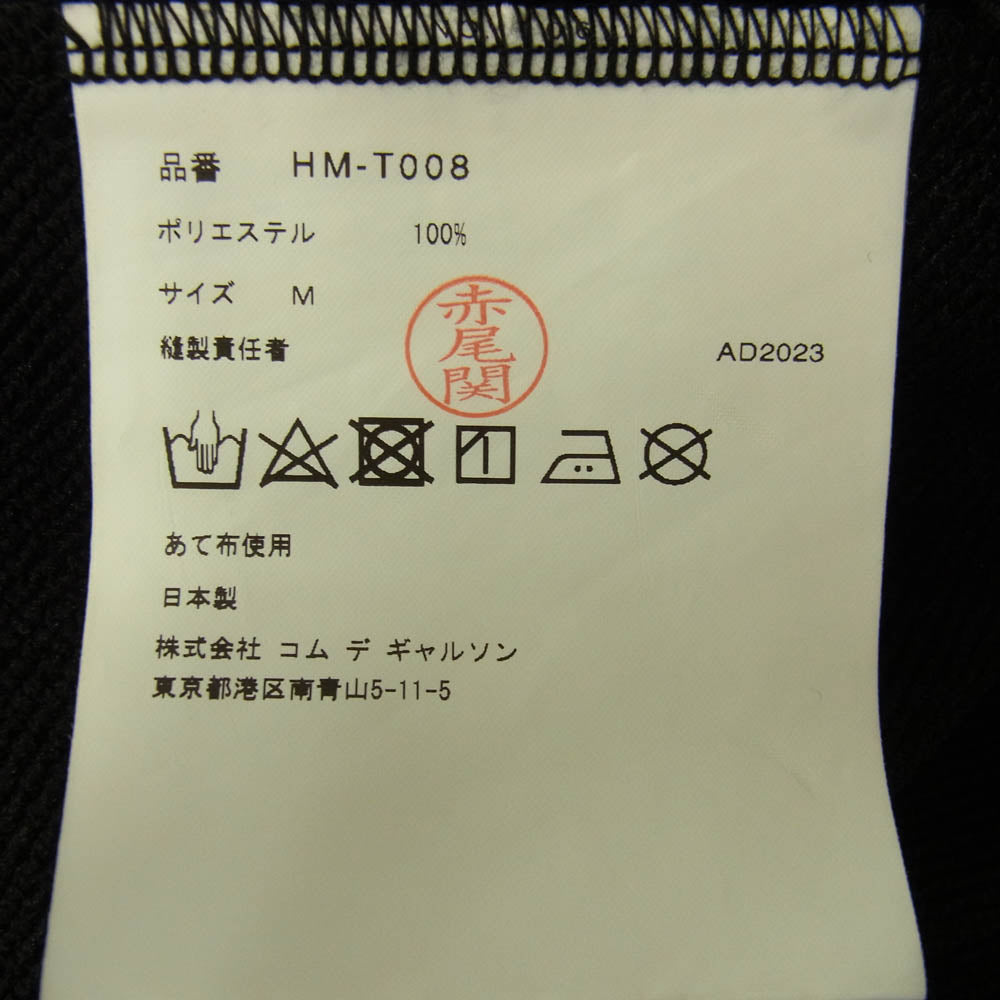 品番 HM-T008
ポリエステル 100%
サイズ M
赤尾関
縫製責任者 AD2023
あて布使用
日本製
株式会社 コム デ ギャルソン
東京都港区南青山5-11-5